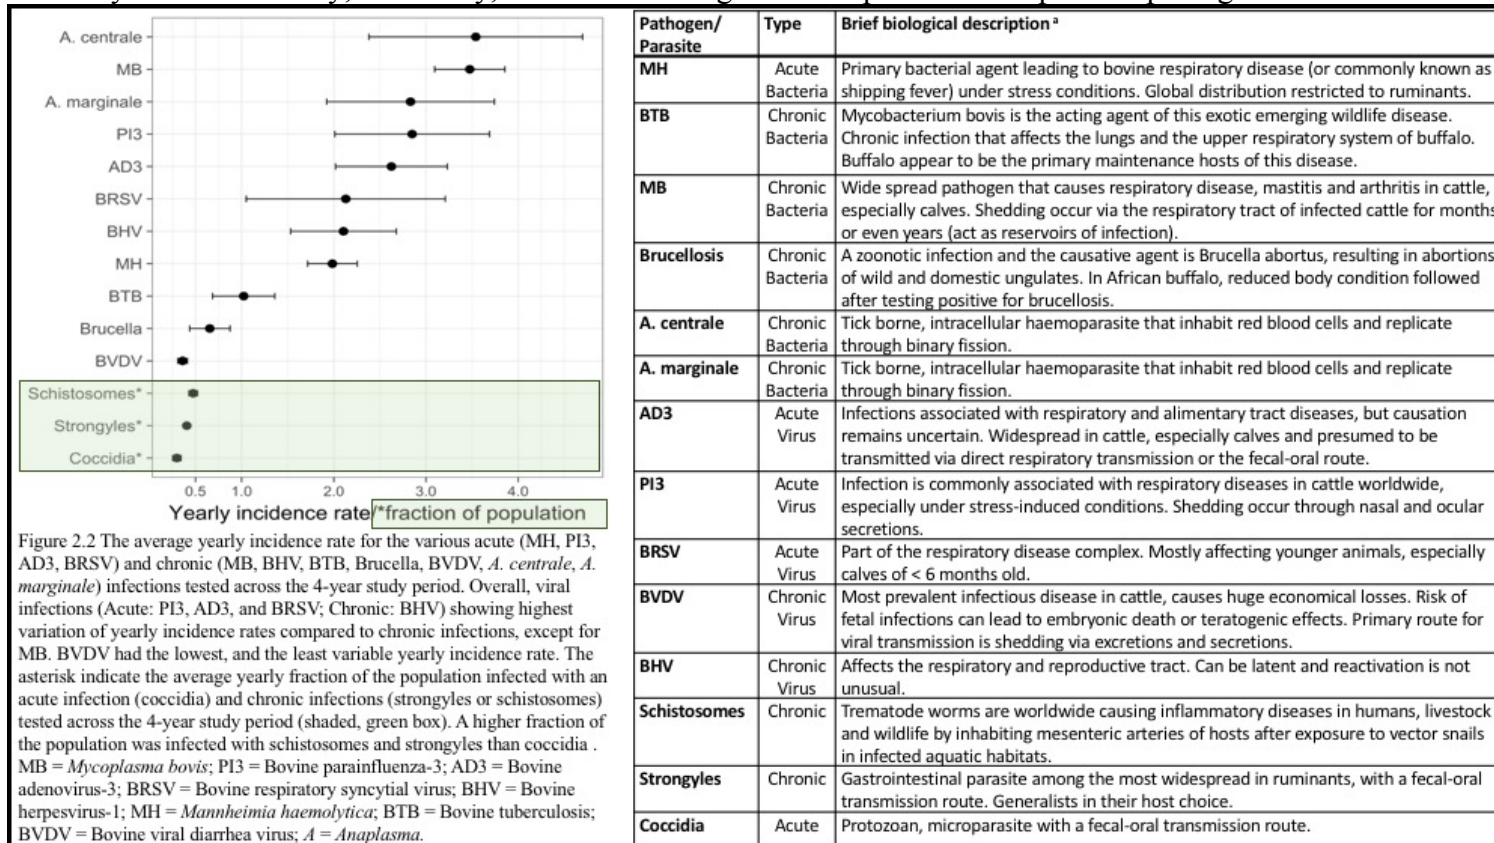 A. centrale
MB
A. marginale
PI3
AD3
BRSV
BHV
MH
BTB
Brucella
BVDV
Schistosomes*
Strongyles*
Coccidia*
0.5 1.0 2.0 3.0 4.0
Yearly incidence rate/*fraction of population
Figure 2.2 The average yearly incidence rate for the various acute (MH, PI3,
AD3, BRSV) and chronic (MB, BHV, BTB, Brucella, BVDV, A. centrale, A.
marginale) infections tested across the 4-year study period. Overall, viral
infections (Acute: PI3, AD3, and BRSV; Chronic: BHV) showing highest
variation of yearly incidence rates compared to chronic infections, except for
MB. BVDV had the lowest, and the least variable yearly incidence rate. The
asterisk indicate the average yearly fraction of the population infected with an
acute infection (coccidia) and chronic infections (strongyles or schistosomes)
tested across the 4-year study period (shaded, green box). A higher fraction of
the population was infected with schistosomes and strongyles than coccidia .
MB = Mycoplasma bovis; PI3 = Bovine parainfluenza-3; AD3 = Bovine
adenovirus-3; BRSV = Bovine respiratory syncytial virus; BHV = Bovine
herpesvirus-1; MH = Mannheimia haemolytica; BTB = Bovine tuberculosis;
BVDV = Bovine viral diarrhea virus; A = Anaplasma.
Pathogen/ Type Brief biological description a
Parasite
MH Acute Primary bacterial agent leading to bovine respiratory disease (or commonly known as
Bacteria shipping fever) under stress conditions. Global distribution restricted to ruminants.
BTB Chronic Mycobacterium bovis is the acting agent of this exotic emerging wildlife disease.
Bacteria Chronic infection that affects the lungs and the upper respiratory system of buffalo.
Buffalo appear to be the primary maintenance hosts of this disease.
MB Chronic Wide spread pathogen that causes respiratory disease, mastitis and arthritis in cattle,
Bacteria especially calves. Shedding occur via the respiratory tract of infected cattle for months
or even years (act as reservoirs of infection).
Brucellosis Chronic A zoonotic infection and the causative agent is Brucella abortus, resulting in abortions
Bacteria of wild and domestic ungulates. In African buffalo, reduced body condition followed
after testing positive for brucellosis.
A. centrale Chronic Tick borne, intracellular haemoparasite that inhabit red blood cells and replicate
Bacteria through binary fission.
A. marginale Chronic Tick borne, intracellular haemoparasite that inhabit red blood cells and replicate
Bacteria through binary fission.
AD3 Acute Infections associated with respiratory and alimentary tract diseases, but causation
Virus remains uncertain. Widespread in cattle, especially calves and presumed to be
transmitted via direct respiratory transmission or the fecal-oral route.
PI3 Acute Infection is commonly associated with respiratory diseases in cattle worldwide,
Virus especially under stress-induced conditions. Shedding occur through nasal and ocular
secretions.
BRSV Acute Part of the respiratory disease complex. Mostly affecting younger animals, especially
Virus calves of < 6 months old.
BVDV Chronic Most prevalent infectious disease in cattle, causes huge economical losses. Risk of
Virus fetal infections can lead to embryonic death or teratogenic effects. Primary route for
viral transmission is shedding via excretions and secretions.
BHV Chronic Affects the respiratory and reproductive tract. Can be latent and reactivation is not
Virus unusual.
Schistosomes Chronic Trematode worms are worldwide causing inflammatory diseases in humans, livestock
and wildlife by inhabiting mesenteric arteries of hosts after exposure to vector snails
in infected aquatic habitats.
Strongyles Chronic Gastrointestinal parasite among the most widespread in ruminants, with a fecal-oral
transmission route. Generalists in their host choice.
Coccidia Acute Protozoan, microparasite with a fecal-oral transmission route.